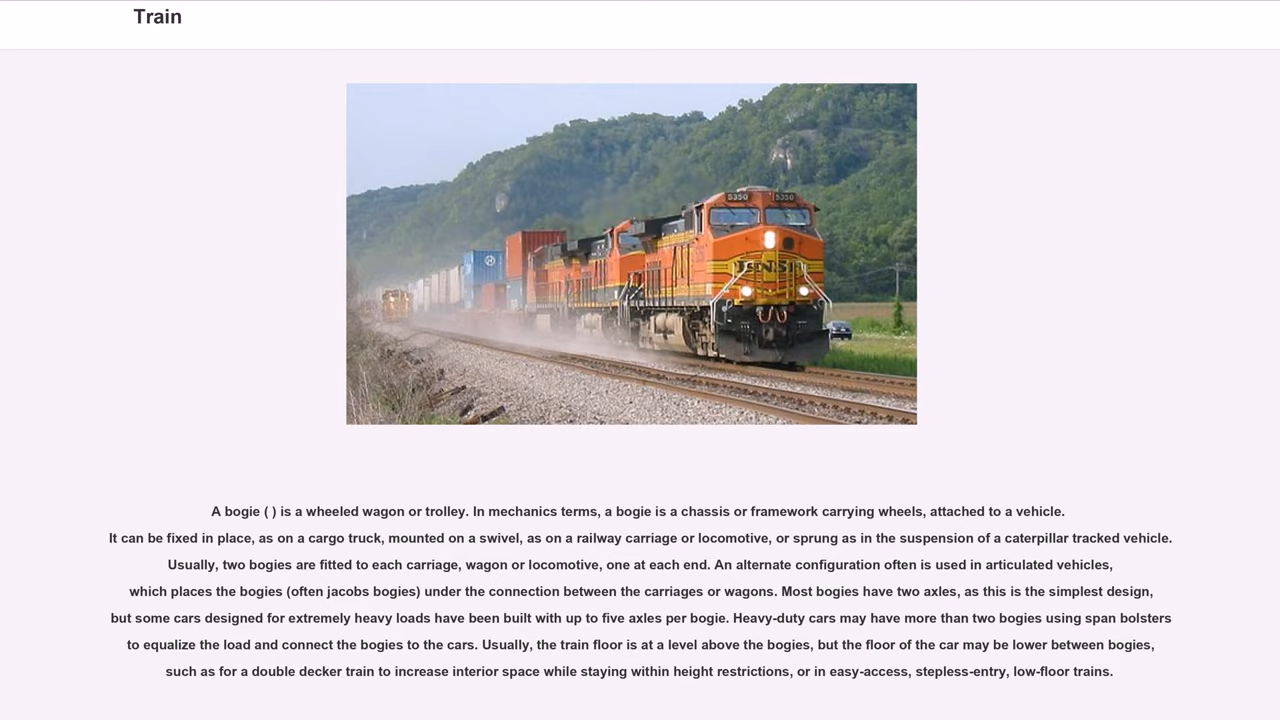 Train
5350 5350
BNSF
A bogie ( ) is a wheeled wagon or trolley. In mechanics terms, a bogie is a chassis or framework carrying wheels, attached to a vehicle.
It can be fixed in place, as on a cargo truck, mounted on a swivel, as on a railway carriage or locomotive, or sprung as in the suspension of a caterpillar tracked vehicle.
Usually, two bogies are fitted to each carriage, wagon or locomotive, one at each end. An alternate configuration often is used in articulated vehicles,
which places the bogies (often jacobs bogies) under the connection between the carriages or wagons. Most bogies have two axles, as this is the simplest design,
but some cars designed for extremely heavy loads have been built with up to five axles per bogie. Heavy-duty cars may have more than two bogies using span bolsters
to equalize the load and connect the bogies to the cars. Usually, the train floor is at a level above the bogies, but the floor of the car may be lower between bogies,
such as for a double decker train to increase interior space while staying within height restrictions, or in easy-access, stepless-entry, low-floor trains.